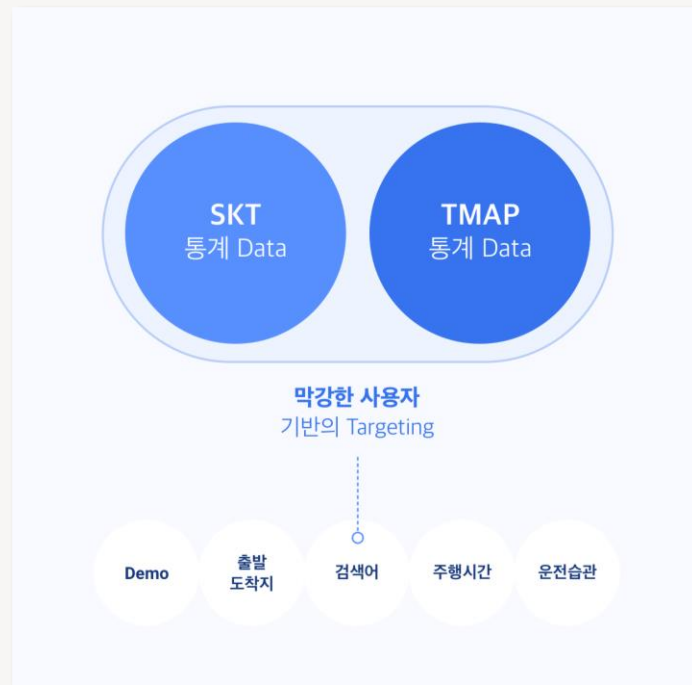 SKT
통계 Data
TMAP
통계 Data
막강한 사용자
기반의 Targeting
Demo
출발
도착지
검색어
주행시간
운전습관